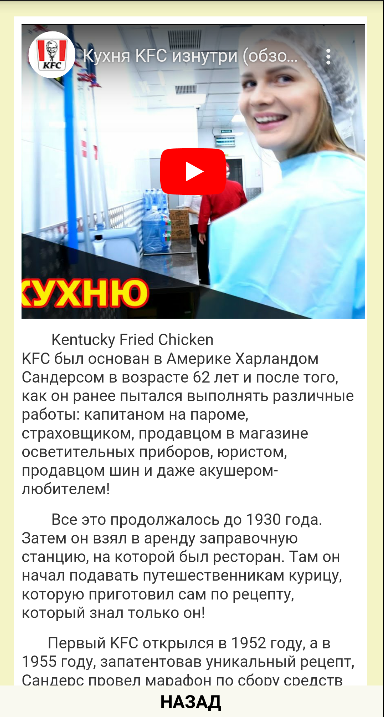 KFC
Кухня KFC изнутри (обзо...
КУХНЮ
Kentucky Fried Chicken
KFC был основан в Америке Харландом
Сандерсом в возрасте 62 лет и после того,
как он ранее пытался выполнять различные
работы: капитаном на пароме,
страховщиком, продавцом в магазине
осветительных приборов, юристом,
продавцом шин и даже акушером-
любителем!
Все это продолжалось до 1930 года.
Затем он взял в аренду заправочную
станцию, на которой был ресторан. Там он
начал подавать путешественникам курицу,
которую приготовил сам по рецепту,
который знал только он!
Первый KFC открылся в 1952 году, а в
1955 году, запатентовав уникальный рецепт,
Сандерс провел марафон по сбору средств
НАЗАД